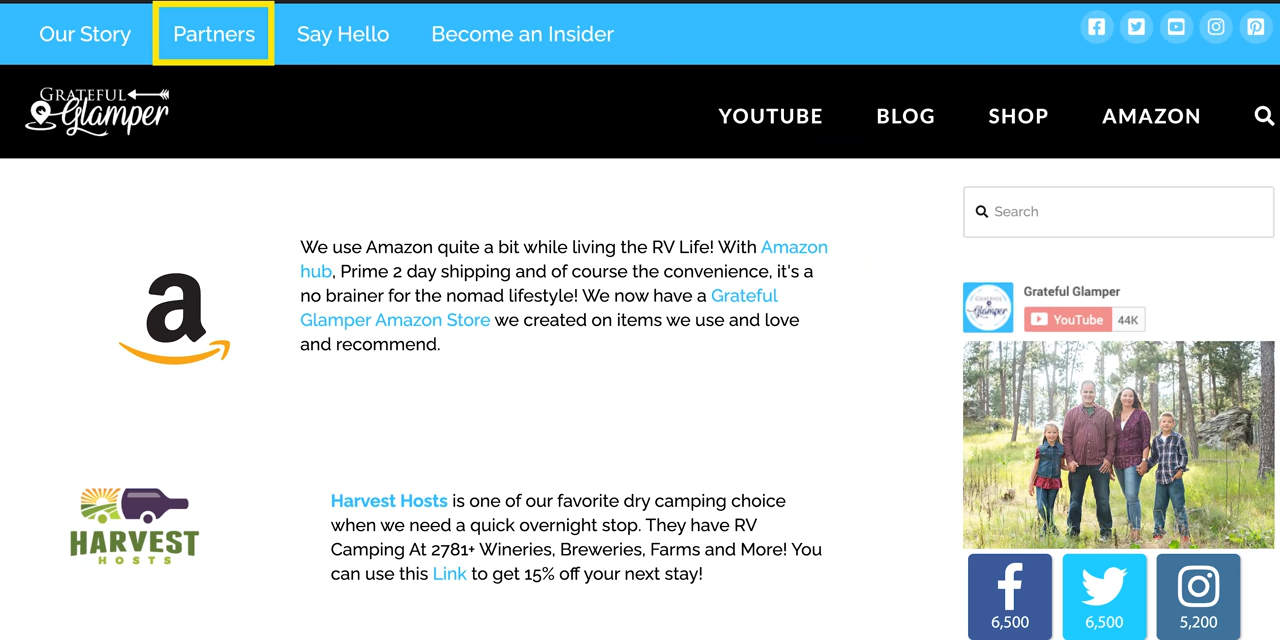 Our Story Partners Say Hello Become an Insider
GRATEFUL
Glamper
YOUTUBE BLOG SHOP AMAZON
Search
We use Amazon quite a bit while living the RV Life! With Amazon
hub, Prime 2 day shipping and of course the convenience, it's a
no brainer for the nomad lifestyle! We now have a Grateful
Glamper Amazon Store we created on items we use and love
and recommend.
a
Grateful Glamper
YouTube 44K
Glamper
HARVEST
HOSTS
Harvest Hosts is one of our favorite dry camping choice
when we need a quick overnight stop. They have RV
Camping At 2781+ Wineries, Breweries, Farms and More! You
can use this Link to get 15% off your next stay!
6,500 6,500 5,200